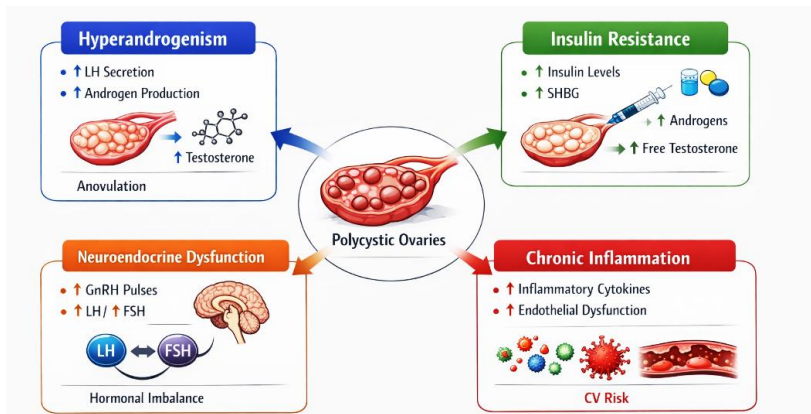 Hyperandrogenism
• ↑ LH Secretion
• ↑ Androgen Production
↑ Testosterone
Anovulation
Insulin Resistance
• ↑ Insulin Levels
• ↑ SHBG
↑ Androgens
↑ Free Testosterone
Polycystic Ovaries
Neuroendocrine Dysfunction
• ↑ GnRH Pulses
• ↑ LH / ↑ FSH
LH
FSH
Hormonal Imbalance
Chronic Inflammation
• ↑ Inflammatory Cytokines
• ↑ Endothelial Dysfunction
CV Risk